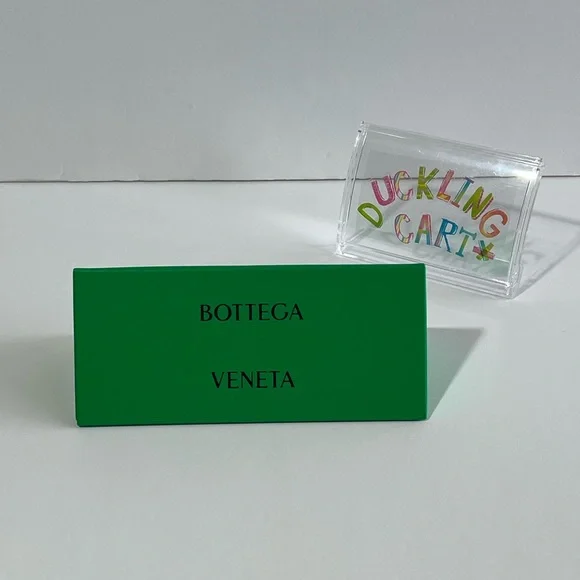 BOTTEGA
VENETA
DUCKLING
CART*